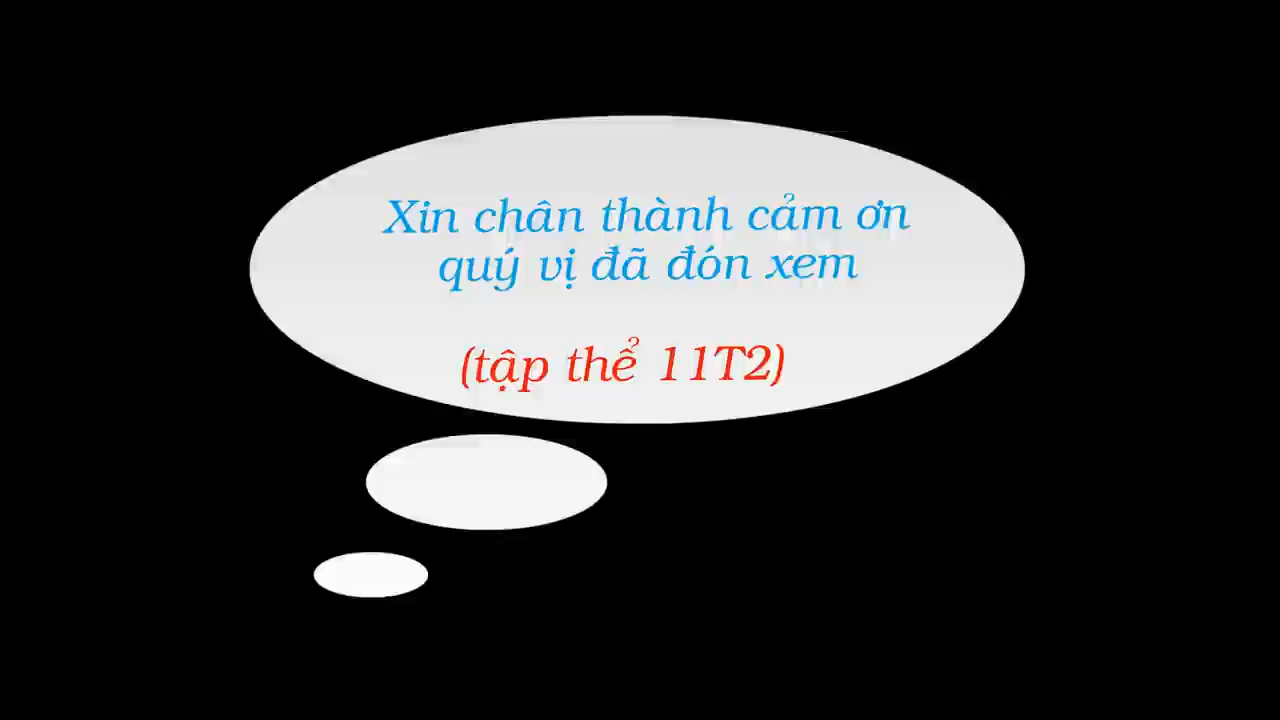 Xin chân thành cảm ơn
quý vị đã đón xem
(tập thể 11T2)